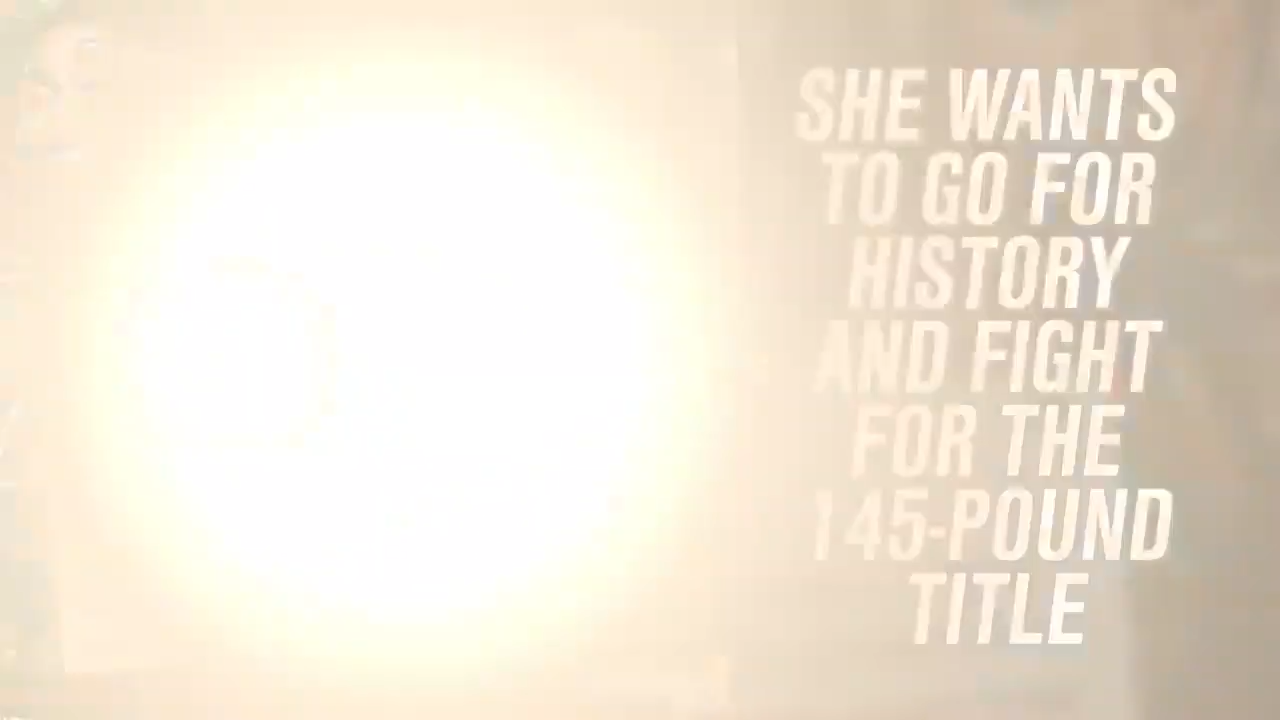 SHE WANTS
TO GO FOR
HISTORY
AND FIGHT
FOR THE
145-POUND
TITLE